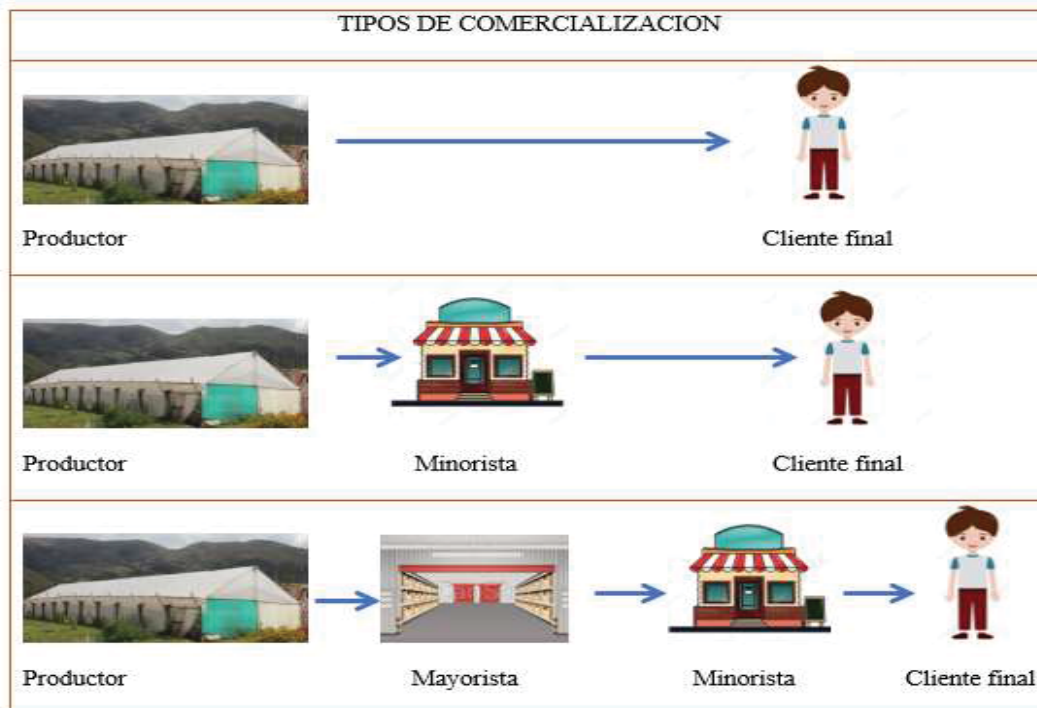 TIPOS DE COMERCIALIZACION
Productor Cliente final
Productor Minorista Cliente final
Productor Mayorista Minorista Cliente final